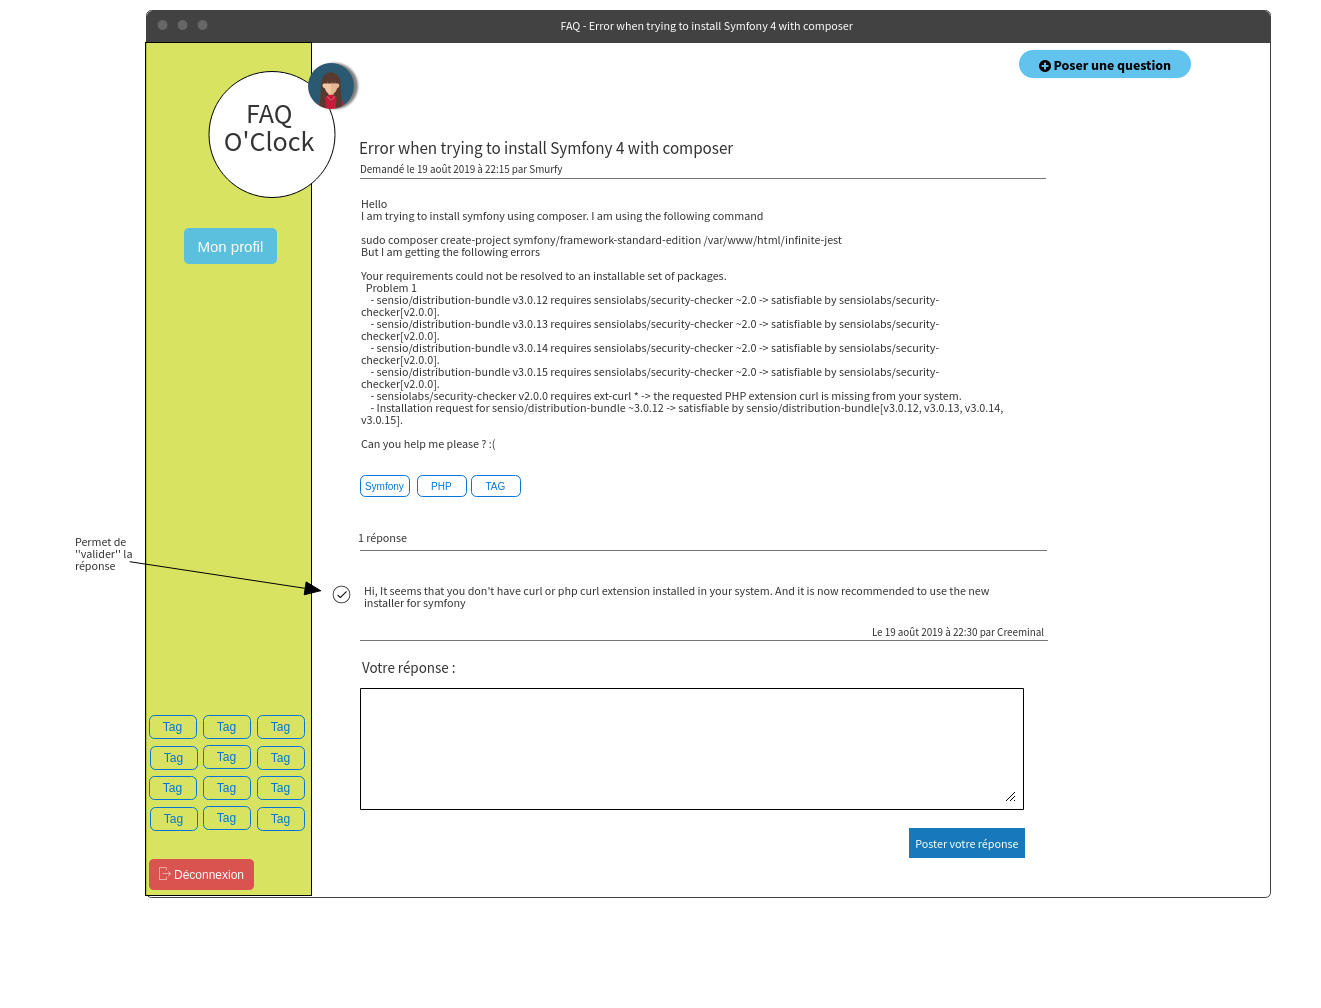 FAQ - Error when trying to install Symfony 4 with composer
Poser une question
FAQ
O'Clock
Mon profil
Error when trying to install Symfony 4 with composer
Demandé le 19 août 2019 à 22:15 par Smurfy
Hello
I am trying to install symfony using composer. I am using the following command
sudo composer create-project symfony/framework-standard-edition /var/www/html/infinite-jest
But I am getting the following errors
Your requirements could not be resolved to an installable set of packages.
Problem 1
- sensio/distribution-bundle v3.0.12 requires sensiolabs/security-checker ~2.0 -> satisfiable by sensiolabs/security-
checker[v2.0.0].
- sensio/distribution-bundle v3.0.13 requires sensiolabs/security-checker ~2.0 -> satisfiable by sensiolabs/security-
checker[v2.0.0].
- sensio/distribution-bundle v3.0.14 requires sensiolabs/security-checker ~2.0 -> satisfiable by sensiolabs/security-
checker[v2.0.0].
- sensio/distribution-bundle v3.0.15 requires sensiolabs/security-checker ~2.0 -> satisfiable by sensiolabs/security-
checker[v2.0.0].
- sensiolabs/security-checker v2.0.0 requires ext-curl * -> the requested PHP extension curl is missing from your system.
- Installation request for sensio/distribution-bundle ~3.0.12 -> satisfiable by sensio/distribution-bundle[v3.0.12, v3.0.13, v3.0.14,
v3.0.15].
Can you help me please ? :(
Symfony PHP TAG
1 réponse
Permet de
"valider" la
réponse
Hi, It seems that you don't have curl or php curl extension installed in your system. And it is now recommended to use the new
installer for symfony
Le 19 août 2019 à 22:30 par Creeminal
Votre réponse :
Poster votre réponse
Tag Tag Tag
Tag Tag Tag
Tag Tag Tag
Tag Tag Tag
Déconnexion